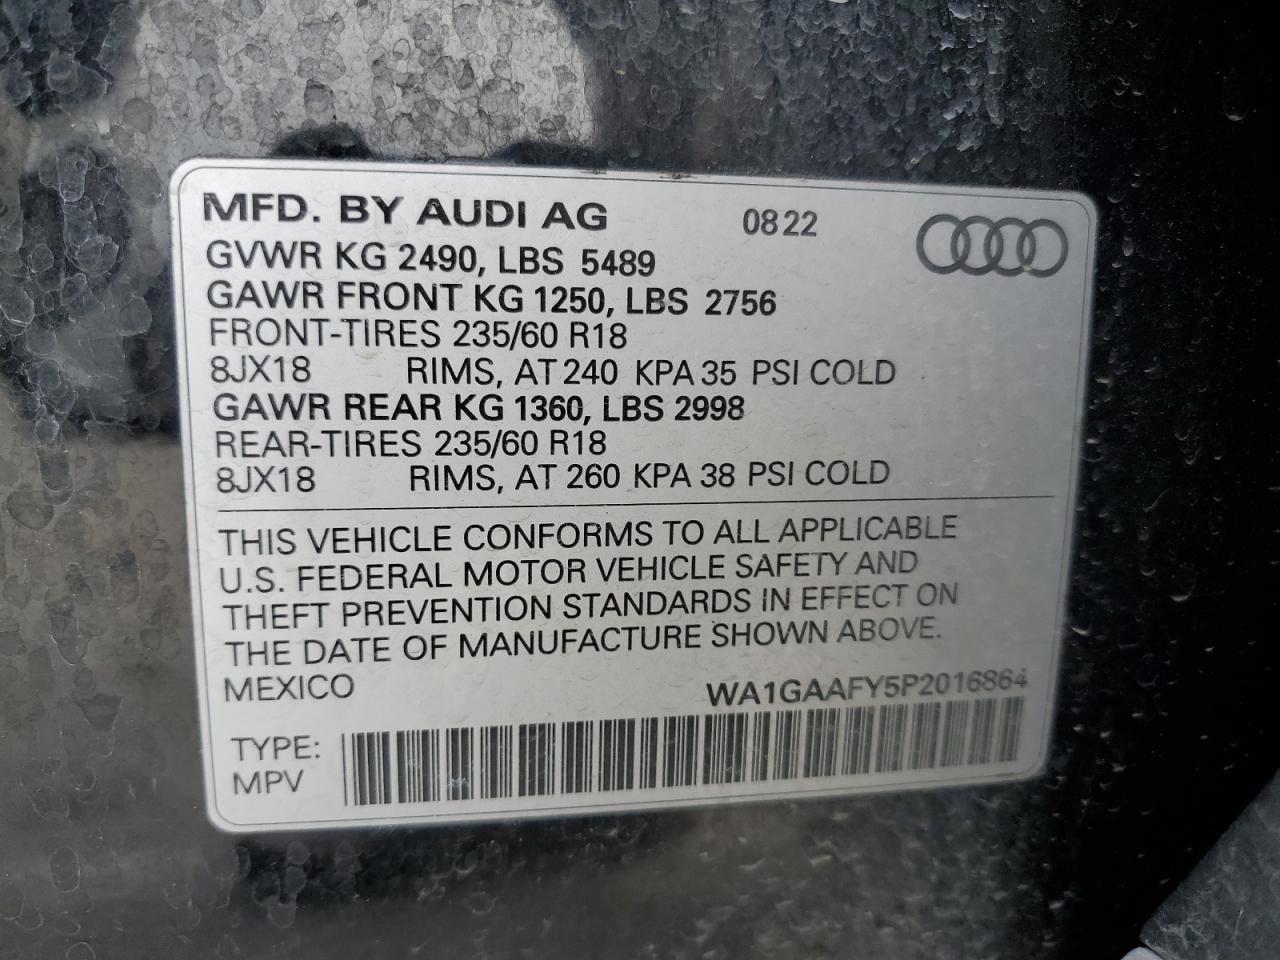 MFD. BY AUDI AG 0822
GVWR KG 2490, LBS 5489
GAWR FRONT KG 1250, LBS 2756
FRONT-TIRES 235/60 R18
8JX18 RIMS, AT 240 KPA 35 PSI COLD
GAWR REAR KG 1360, LBS 2998
REAR-TIRES 235/60 R18
8JX18 RIMS, AT 260 KPA 38 PSI COLD
THIS VEHICLE CONFORMS TO ALL APPLICABLE
U.S. FEDERAL MOTOR VEHICLE SAFETY AND
THEFT PREVENTION STANDARDS IN EFFECT ON
THE DATE OF MANUFACTURE SHOWN ABOVE.
MEXICO WA1GAAFY5P2016864
TYPE:
MPV